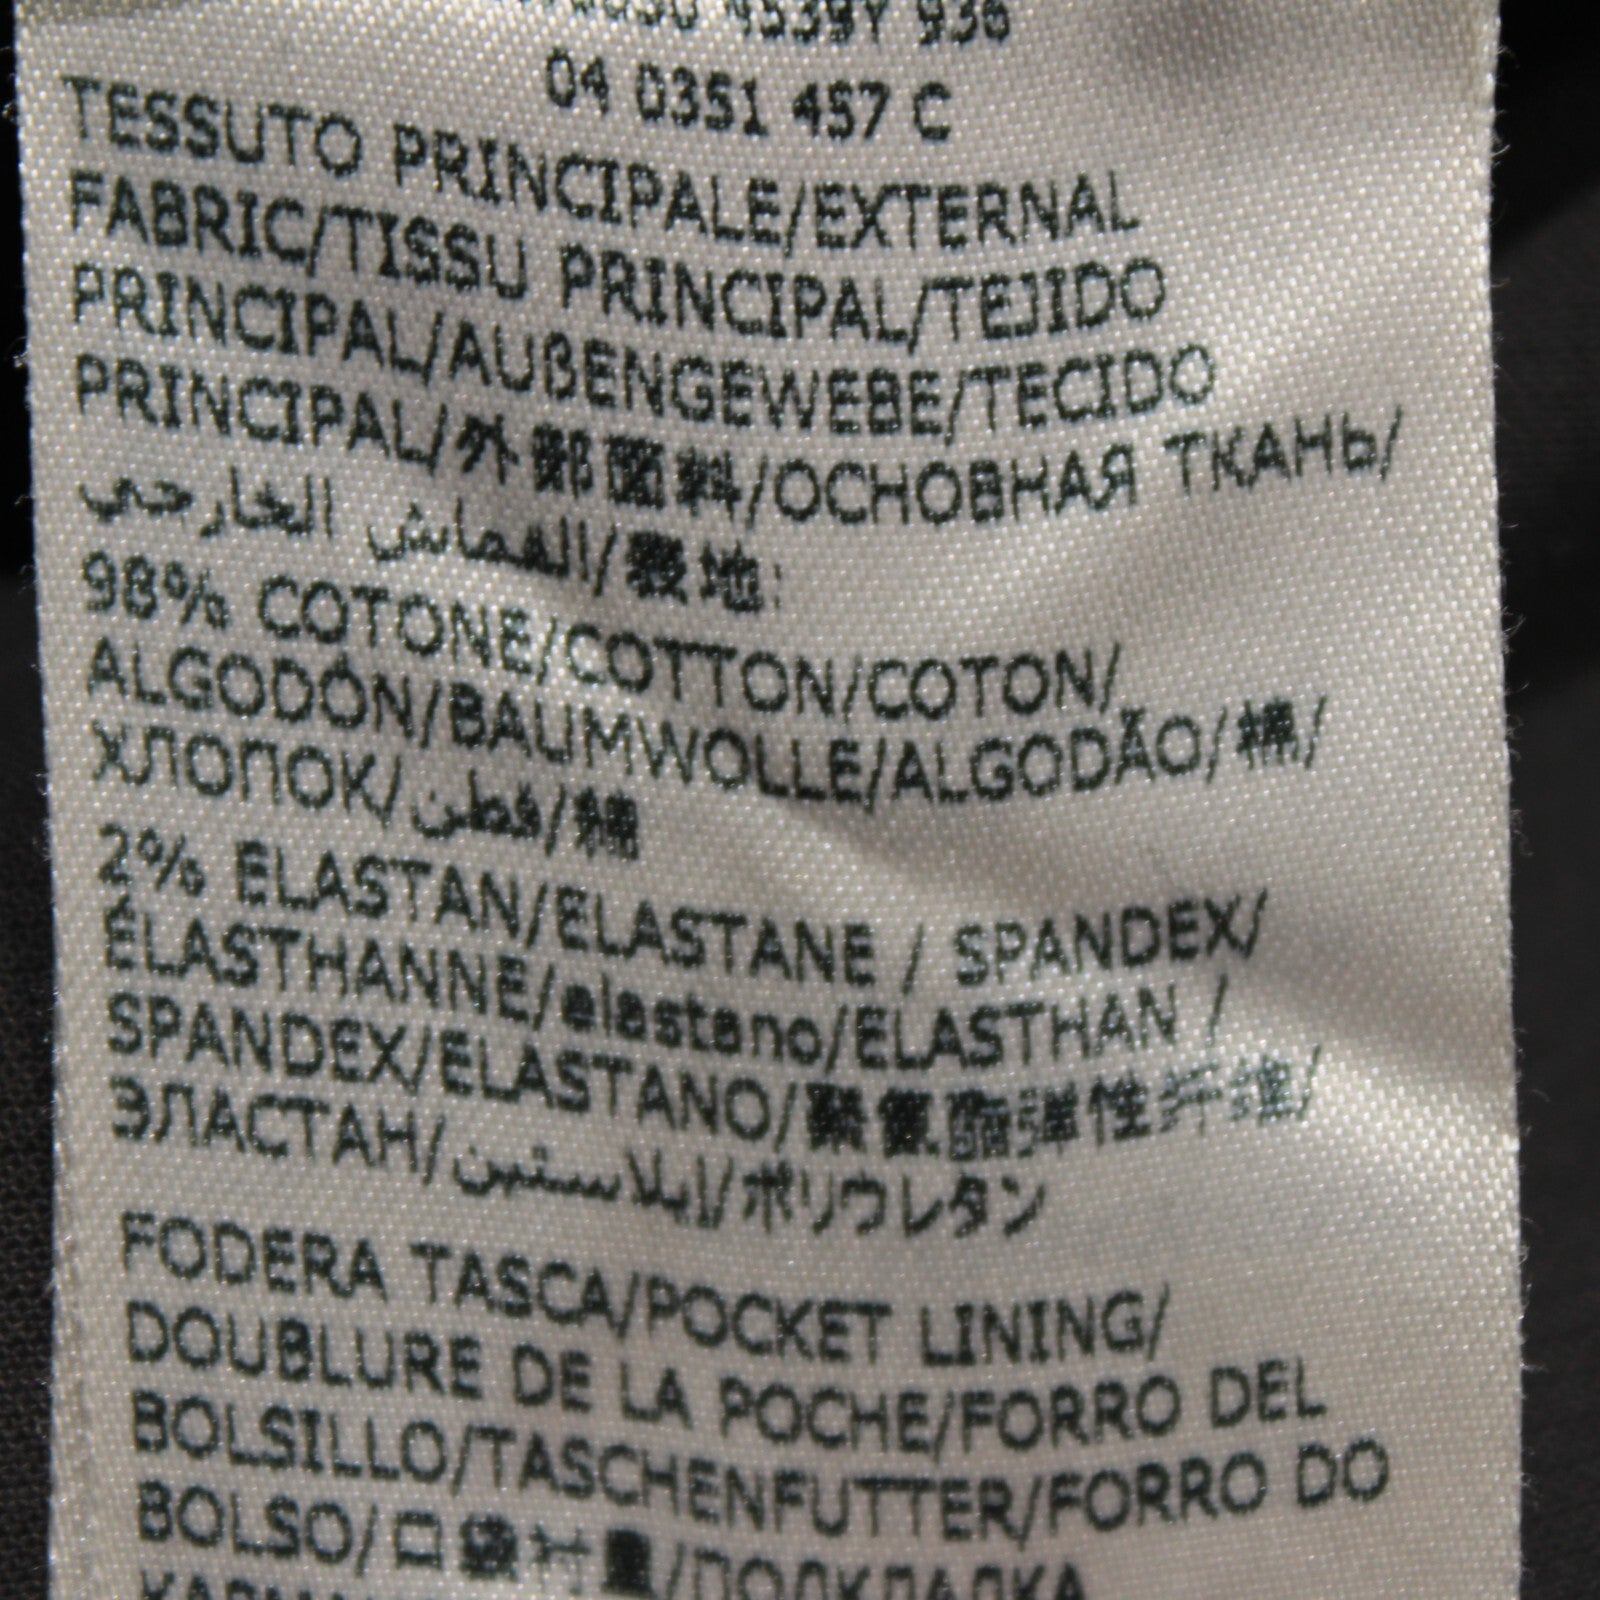 4539Y 936
04 0351 457 C
TESSUTO PRINCIPALE/EXTERNAL
FABRIC/TISSU PRINCIPAL/TEJIDO
PRINCIPAL/AUßENGEWEBE/TECIDO
PRINCIPAL/外部面料/ОСНОВНАЯ ТКАНЬ/
القماش الخارجي/表地:
98% COTONE/COTTON/COTON/
ALGODÓN/BAUMWOLLE/ALGODÃO/棉/
ХЛОПОК/قطن/綿
2% ELASTAN/ELASTANE / SPANDEX/
ÉLASTHANNE/elastano/ELASTHAN /
SPANDEX/ELASTANO/聚氨酯弹性纤维/
ЭЛАСТАН/إيلاستين/ポリウレタン
FODERA TASCA/POCKET LINING/
DOUBLURE DE LA POCHE/FORRO DEL
BOLSILLO/TASCHENFUTTER/FORRO DO
BOLSO/口袋衬里/ПОДКЛАДКА